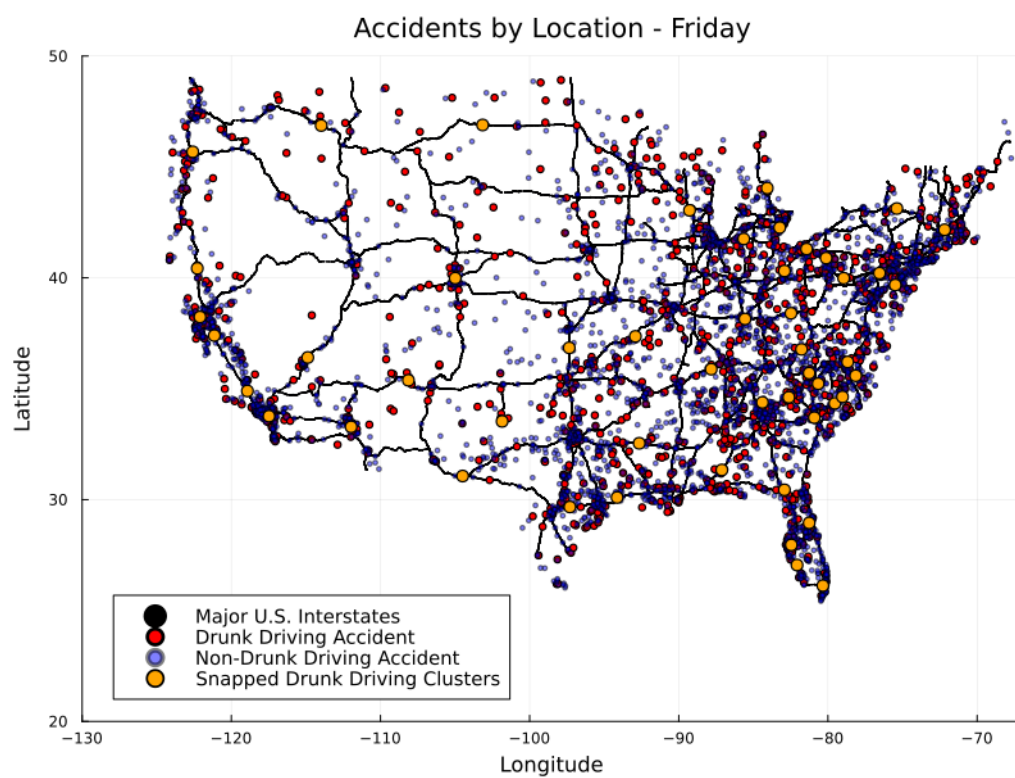 Accidents by Location - Friday
50
40
30
20
Latitude
−130
−120
−110
−100
−90
−80
−70
Longitude
Major U.S. Interstates
Drunk Driving Accident
Non-Drunk Driving Accident
Snapped Drunk Driving Clusters